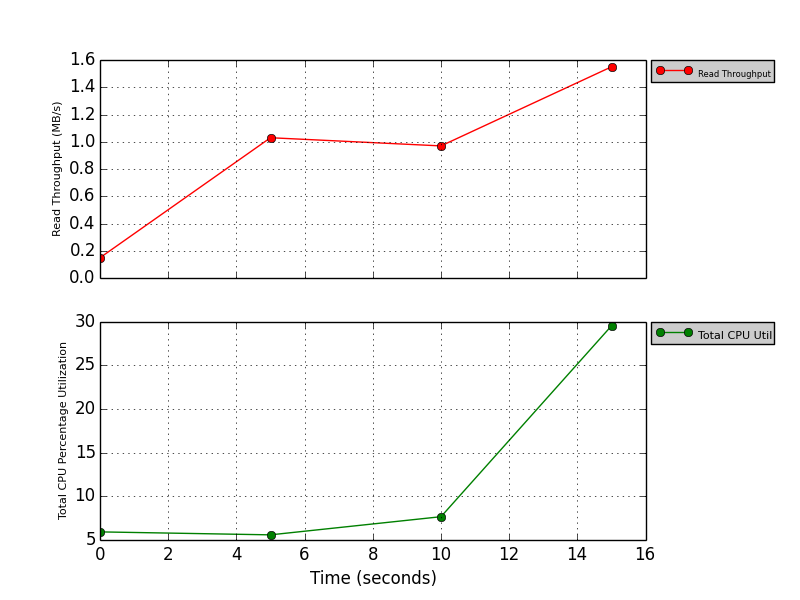 1.6
1.4
1.2
1.0
0.8
0.6
0.4
0.2
0.0
Read Throughput (MB/s)
Read Throughput
30
25
20
15
10
5
Total CPU Percentage Utilization
Total CPU Util
0 2 4 6 8 10 12 14 16
Time (seconds)